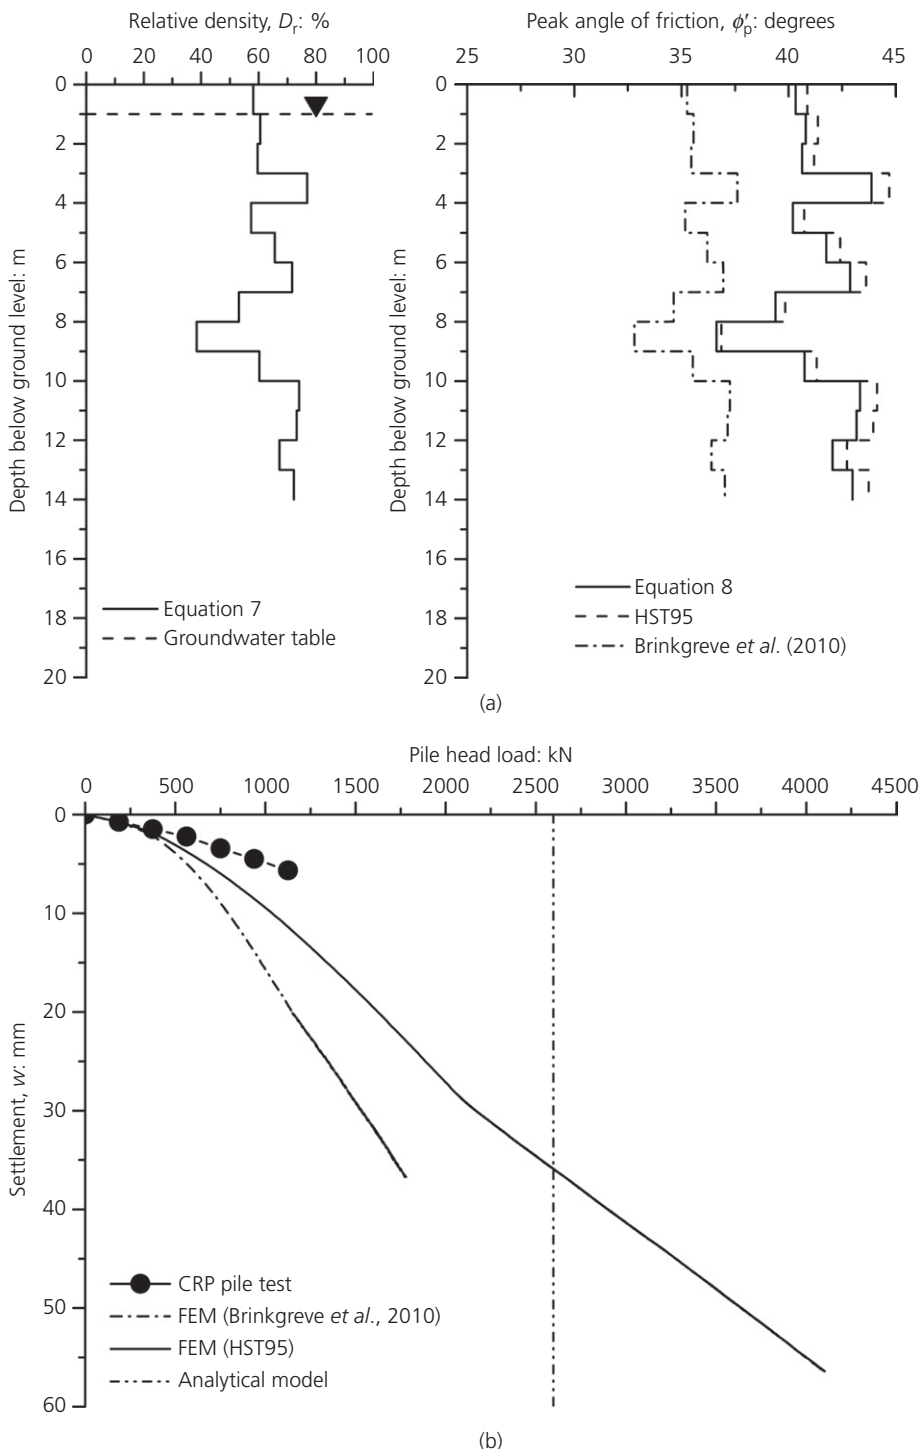 Relative density, Dr: %
0 20 40 60 80 100
0
2
4
6
8
10
12
14
16
18
20
Depth below ground level: m
Equation 7
Groundwater table
Peak angle of friction, ϕ′p: degrees
25 30 35 40 45
0
2
4
6
8
10
12
14
16
18
20
Depth below ground level: m
Equation 8
HST95
Brinkgreve et al. (2010)
(a)
Pile head load: kN
0 500 1000 1500 2000 2500 3000 3500 4000 4500
0
10
20
30
40
50
60
Settlement, w: mm
CRP pile test
FEM (Brinkgreve et al., 2010)
FEM (HST95)
Analytical model
(b)